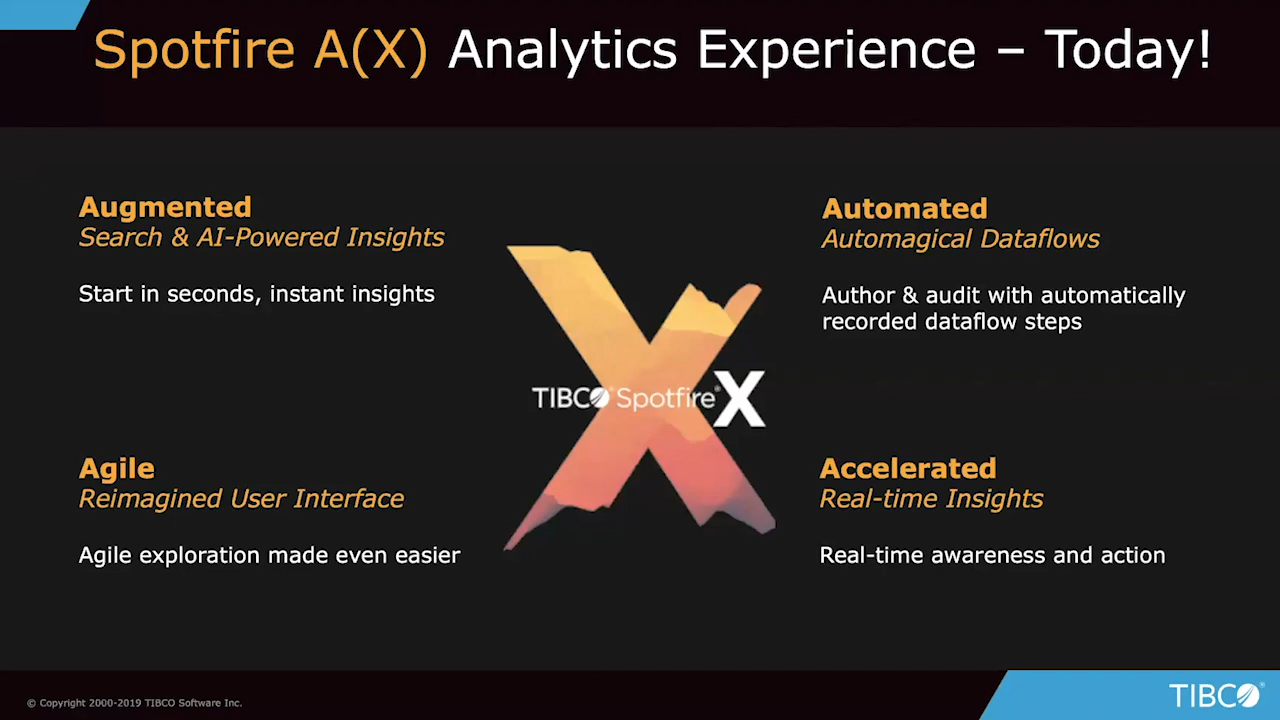 Spotfire A(X) Analytics Experience – Today!
Augmented
Search & AI-Powered Insights
Start in seconds, instant insights
Automated
Automagical Dataflows
Author & audit with automatically
recorded dataflow steps
TIBCO® Spotfire® X
Agile
Reimagined User Interface
Agile exploration made even easier
Accelerated
Real-time Insights
Real-time awareness and action
© Copyright 2000-2019 TIBCO Software Inc.
TIBCO®